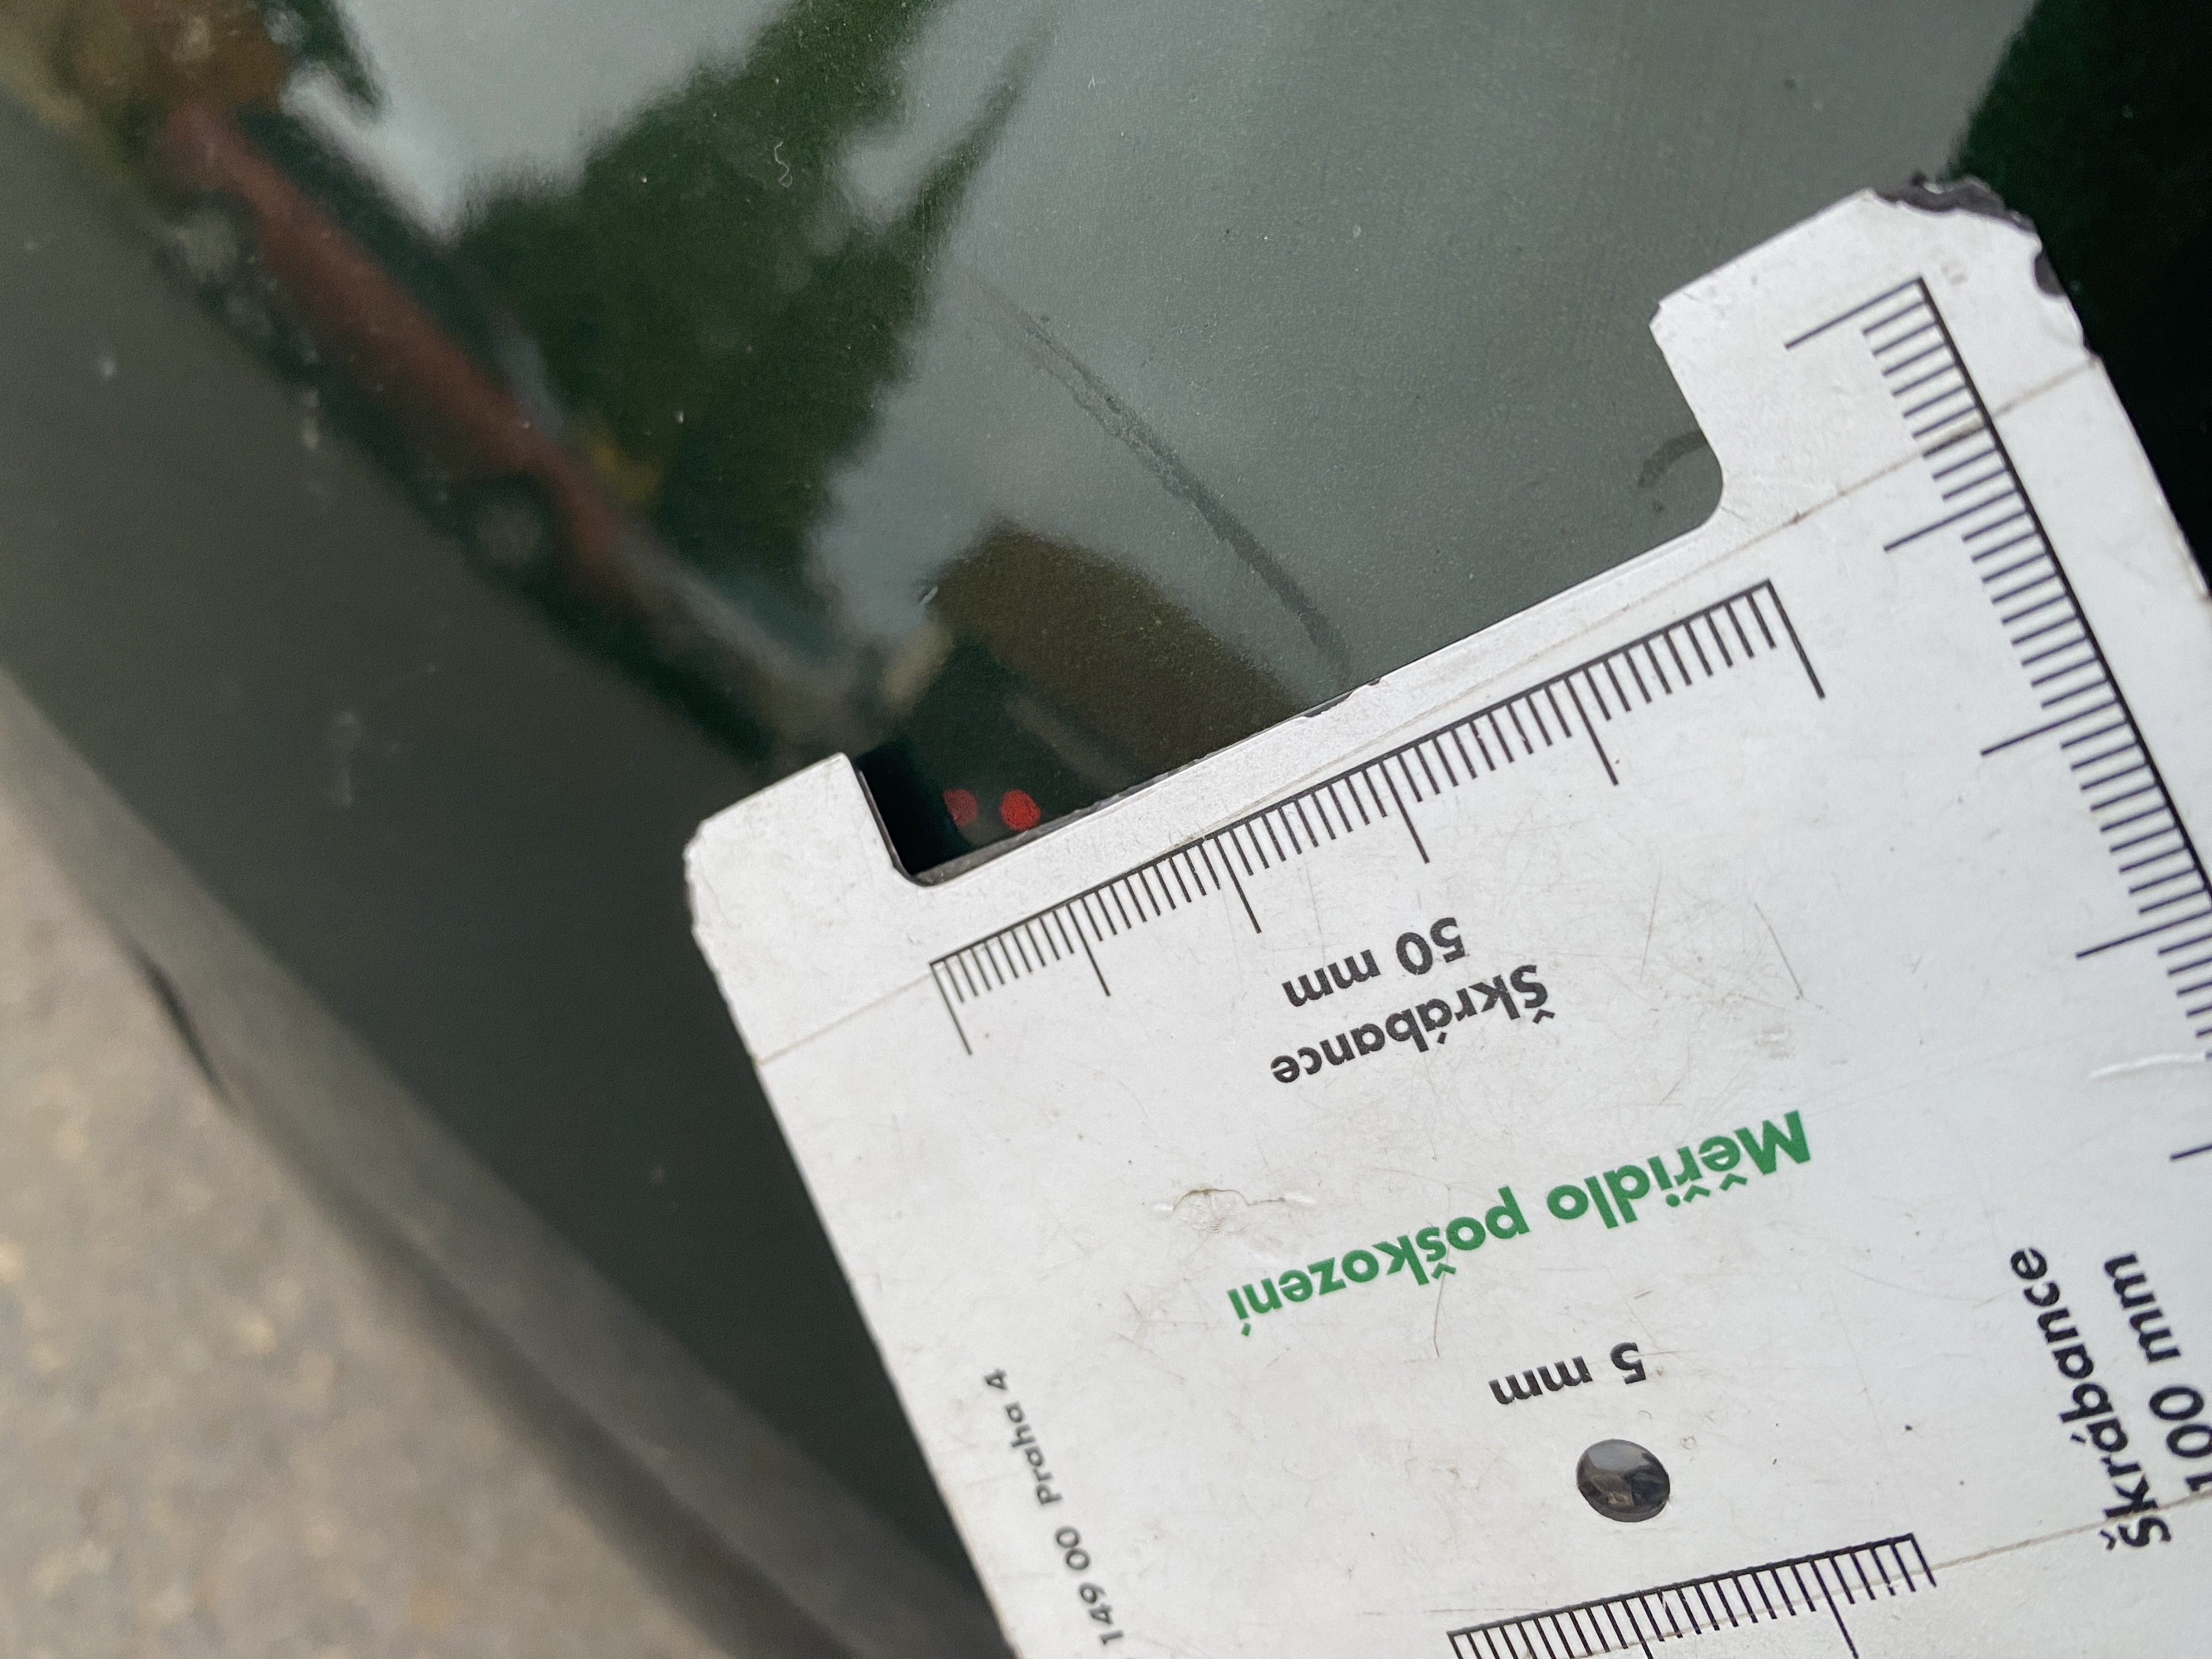 Škrábance
50 mm
Měřidlo poškození
5 mm
Škrábance
100 mm
149 00 Praha 4